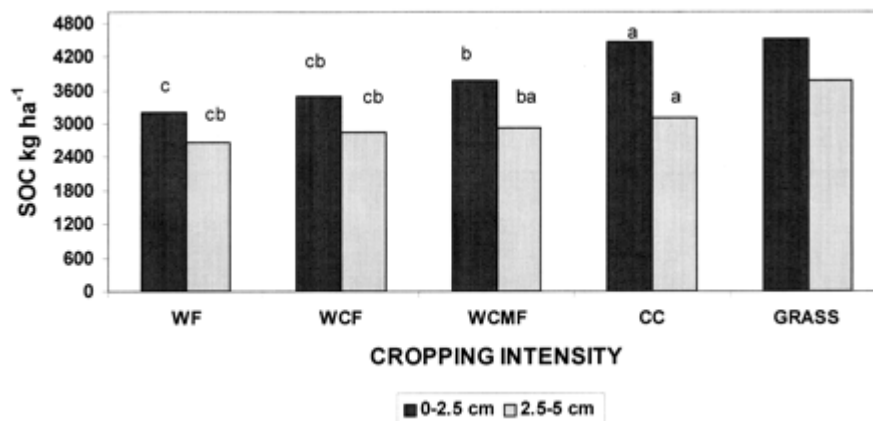 4800
4200
3600
3000
2400
1800
1200
600
0
SOC kg ha-1
c
cb
cb
cb
b
ba
a
a
WF
WCF
WCMF
CC
GRASS
CROPPING INTENSITY
0-2.5 cm
2.5-5 cm